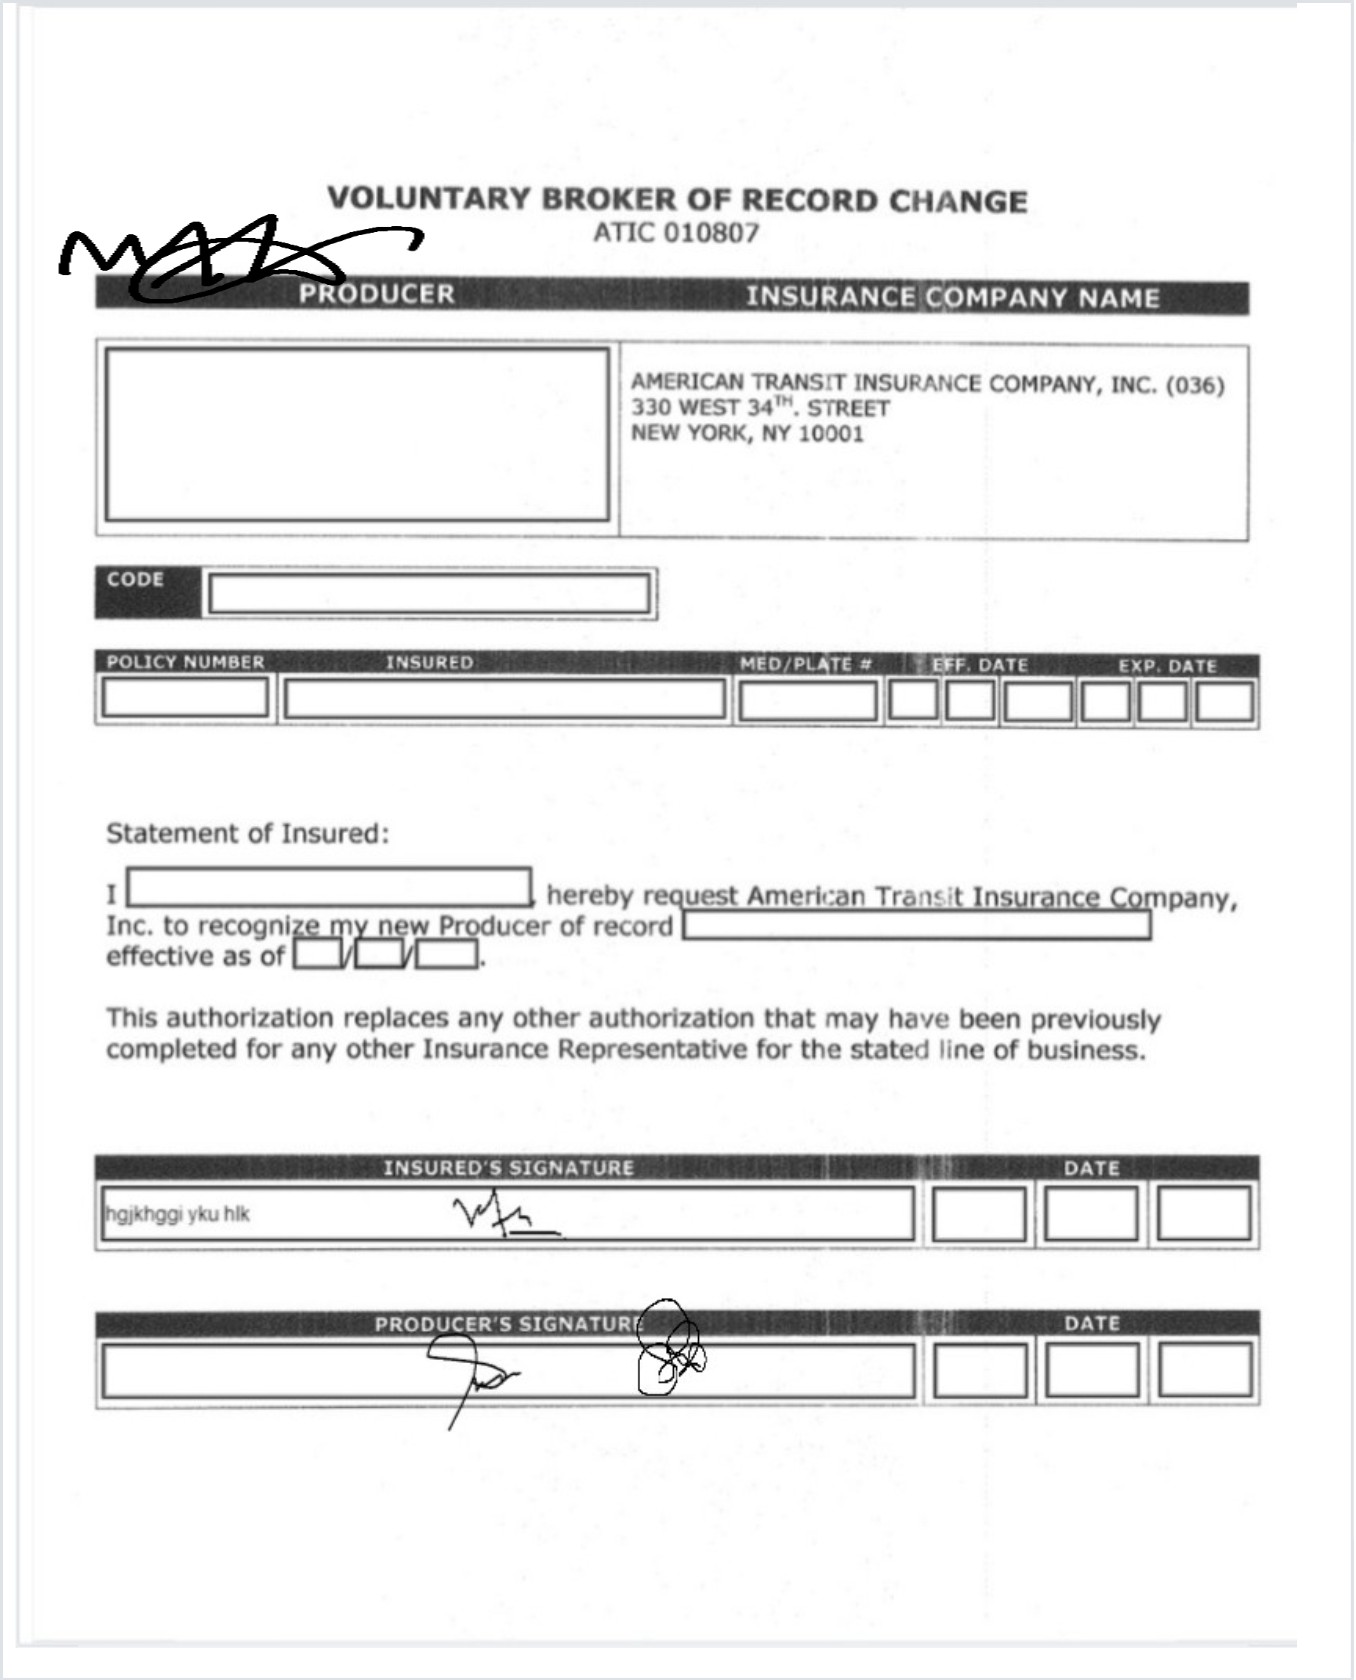 VOLUNTARY BROKER OF RECORD CHANGE
ATIC 010807
PRODUCER INSURANCE COMPANY NAME
AMERICAN TRANSIT INSURANCE COMPANY, INC. (036)
330 WEST 34TH. STREET
NEW YORK, NY 10001
CODE
POLICY NUMBER INSURED MED/PLATE # EFF. DATE EXP. DATE
Statement of Insured:
I , hereby request American Transit Insurance Company,
Inc. to recognize my new Producer of record
effective as of / / .
This authorization replaces any other authorization that may have been previously
completed for any other Insurance Representative for the stated line of business.
INSURED'S SIGNATURE DATE
hgjkhggi yku hlk
PRODUCER'S SIGNATURE DATE